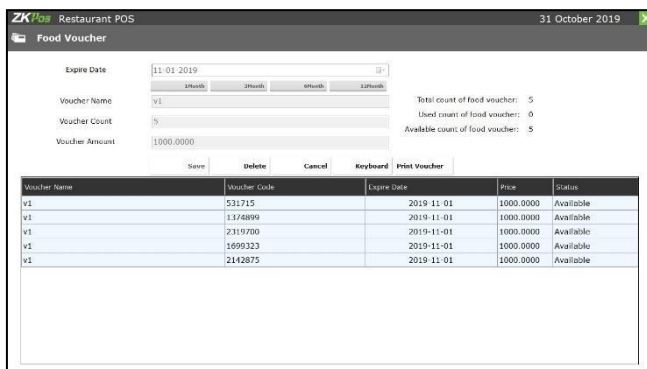 ZKPos Restaurant POS 31 October 2019 X
Food Voucher
Expire Date 11-01-2019
1Month 3Month 6Month 12Month
Voucher Name v1 Total count of food voucher: 5
Used count of food voucher: 0
Voucher Count 5
Available count of food voucher: 5
Voucher Amount 1000.0000
Save Delete Cancel Keyboard Print Voucher
Voucher Name Voucher Code Expire Date Price Status
v1 531715 2019-11-01 1000.0000 Available
v1 1374899 2019-11-01 1000.0000 Available
v1 2319700 2019-11-01 1000.0000 Available
v1 1699323 2019-11-01 1000.0000 Available
v1 2142875 2019-11-01 1000.0000 Available